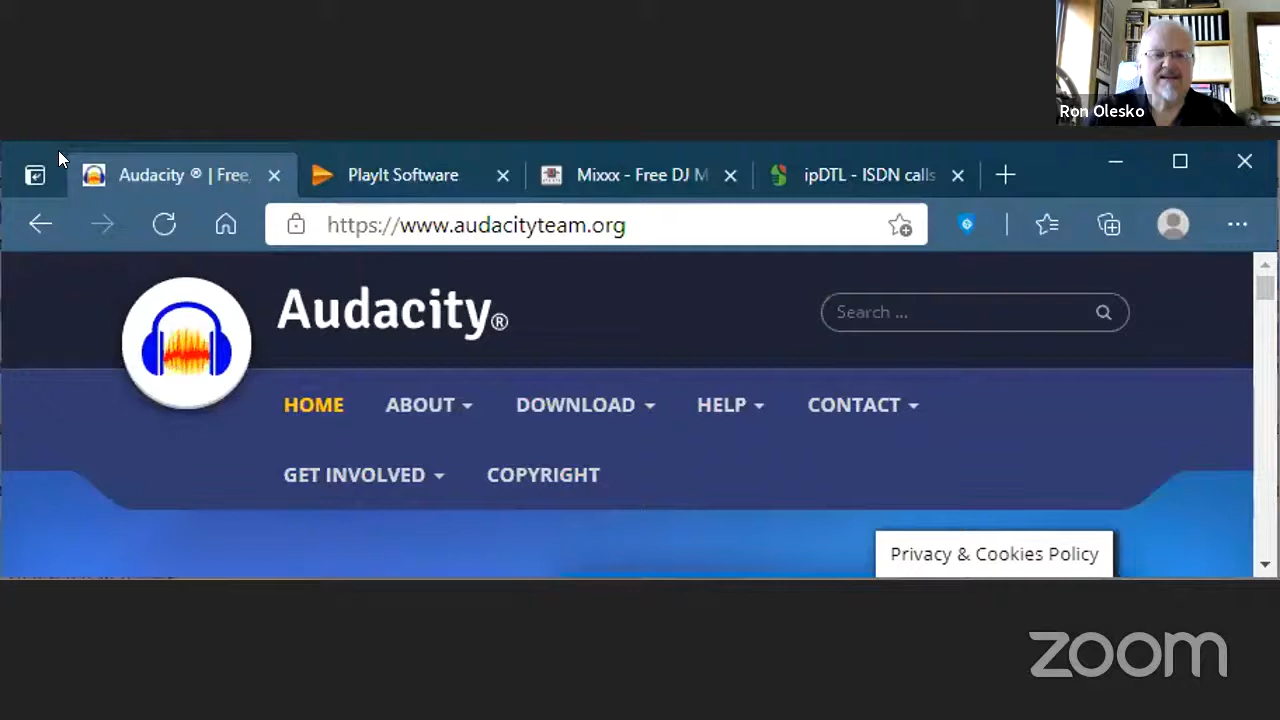 Ron Olesko
Audacity ® | Free,
PlayIt Software
Mixxx - Free DJ M
ipDTL - ISDN calls
https://www.audacityteam.org
Audacity®
Search ...
HOME
ABOUT
DOWNLOAD
HELP
CONTACT
GET INVOLVED
COPYRIGHT
Privacy & Cookies Policy
zoom